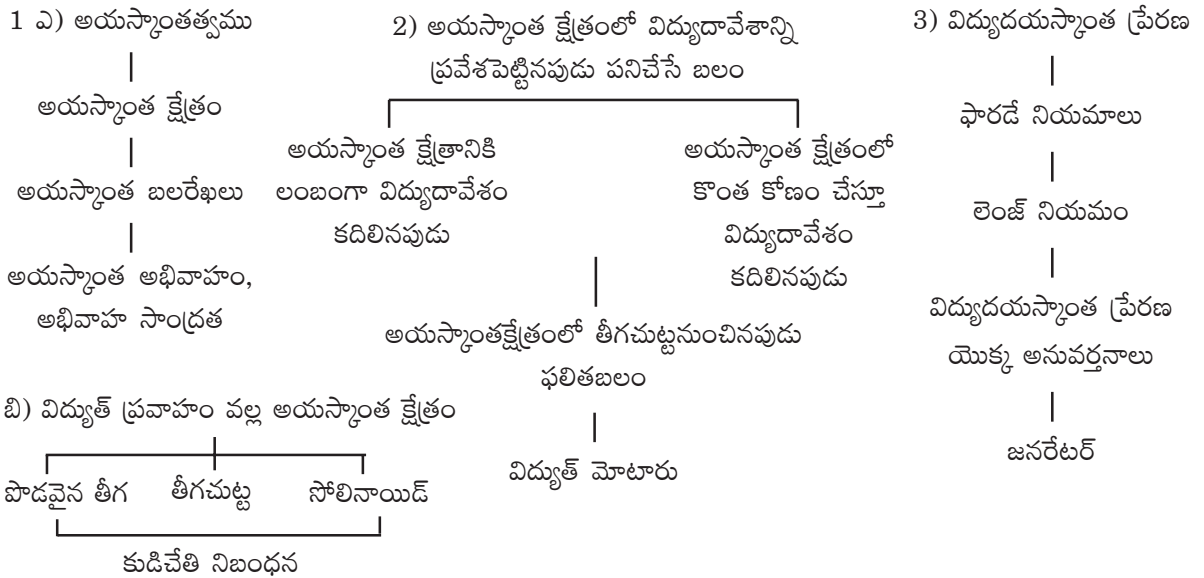 1 ఎ) అయస్కాంతత్వము
అయస్కాంత క్షేత్రం
అయస్కాంత బలరేఖలు
అయస్కాంత అభివాహం,
అభివాహ సాంద్రత
బి) విద్యుత్ ప్రవాహం వల్ల అయస్కాంత క్షేత్రం
పొడవైన తీగ తీగచుట్ట సోలినాయిడ్
కుడిచేతి నిబంధన
2) అయస్కాంత క్షేత్రంలో విద్యుదావేశాన్ని
ప్రవేశపెట్టినపుడు పనిచేసే బలం
అయస్కాంత క్షేత్రానికి
లంబంగా విద్యుదావేశం
కదిలినపుడు
అయస్కాంత క్షేత్రంలో
కొంత కోణం చేస్తూ
విద్యుదావేశం
కదిలినపుడు
అయస్కాంతక్షేత్రంలో తీగచుట్టనుంచినపుడు
ఫలితబలం
విద్యుత్ మోటారు
3) విద్యుదయస్కాంత ప్రేరణ
ఫారడే నియమాలు
లెంజ్ నియమం
విద్యుదయస్కాంత ప్రేరణ
యొక్క అనువర్తనాలు
జనరేటర్